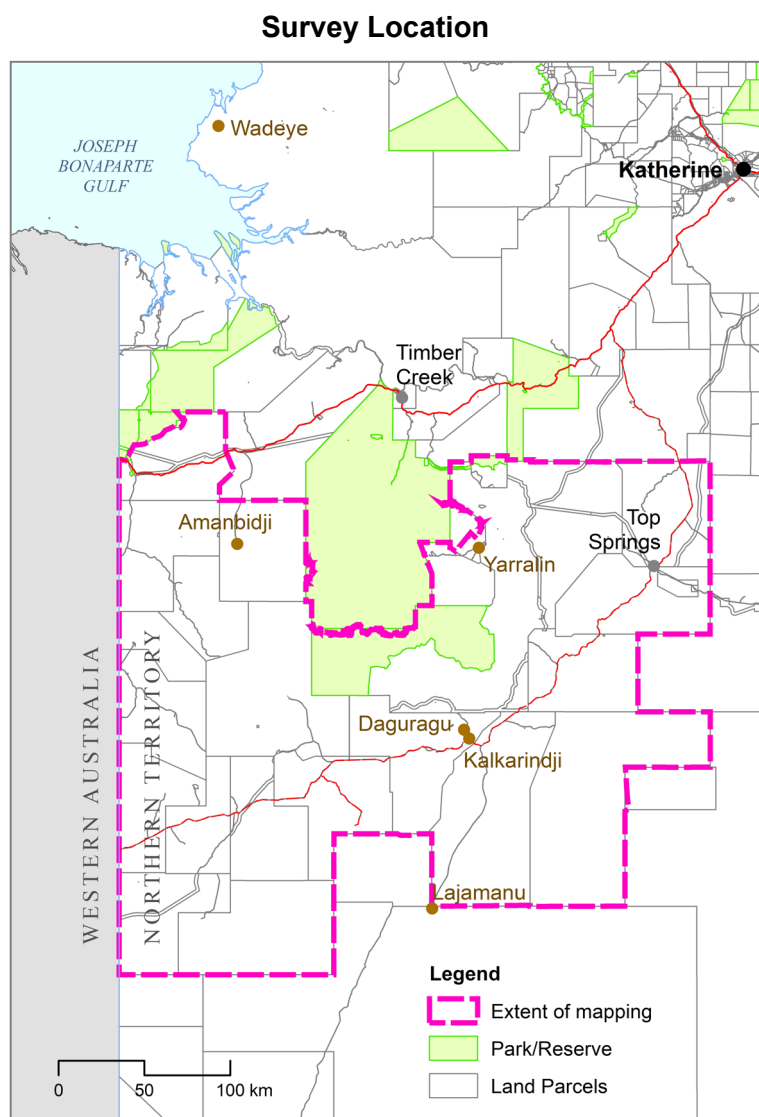 Survey Location
JOSEPH
BONAPARTE
GULF
Wadeye
Katherine
Timber
Creek
Amanbidji
Top
Springs
Yarralin
WESTERN AUSTRALIA
NORTHERN TERRITORY
Daguragu
Kalkarindji
Lajamanu
Legend
Extent of mapping
Park/Reserve
Land Parcels
0 50 100 km